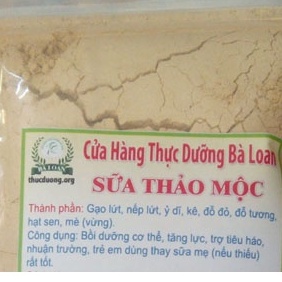 Cửa Hàng Thực Dưỡng Bà Loan
BÀ LOAN
thucduong.org
SỮA THẢO MỘC
Thành phần: Gạo lứt, nếp lứt, ý dĩ, kê, đỗ đỏ, đỗ tương,
hạt sen, mè (vừng).
Công dụng: Bồi dưỡng cơ thể, tăng lực, trợ tiêu hóa,
nhuận trường, trẻ em dùng thay sữa mẹ (nếu thiếu)
rất tốt.